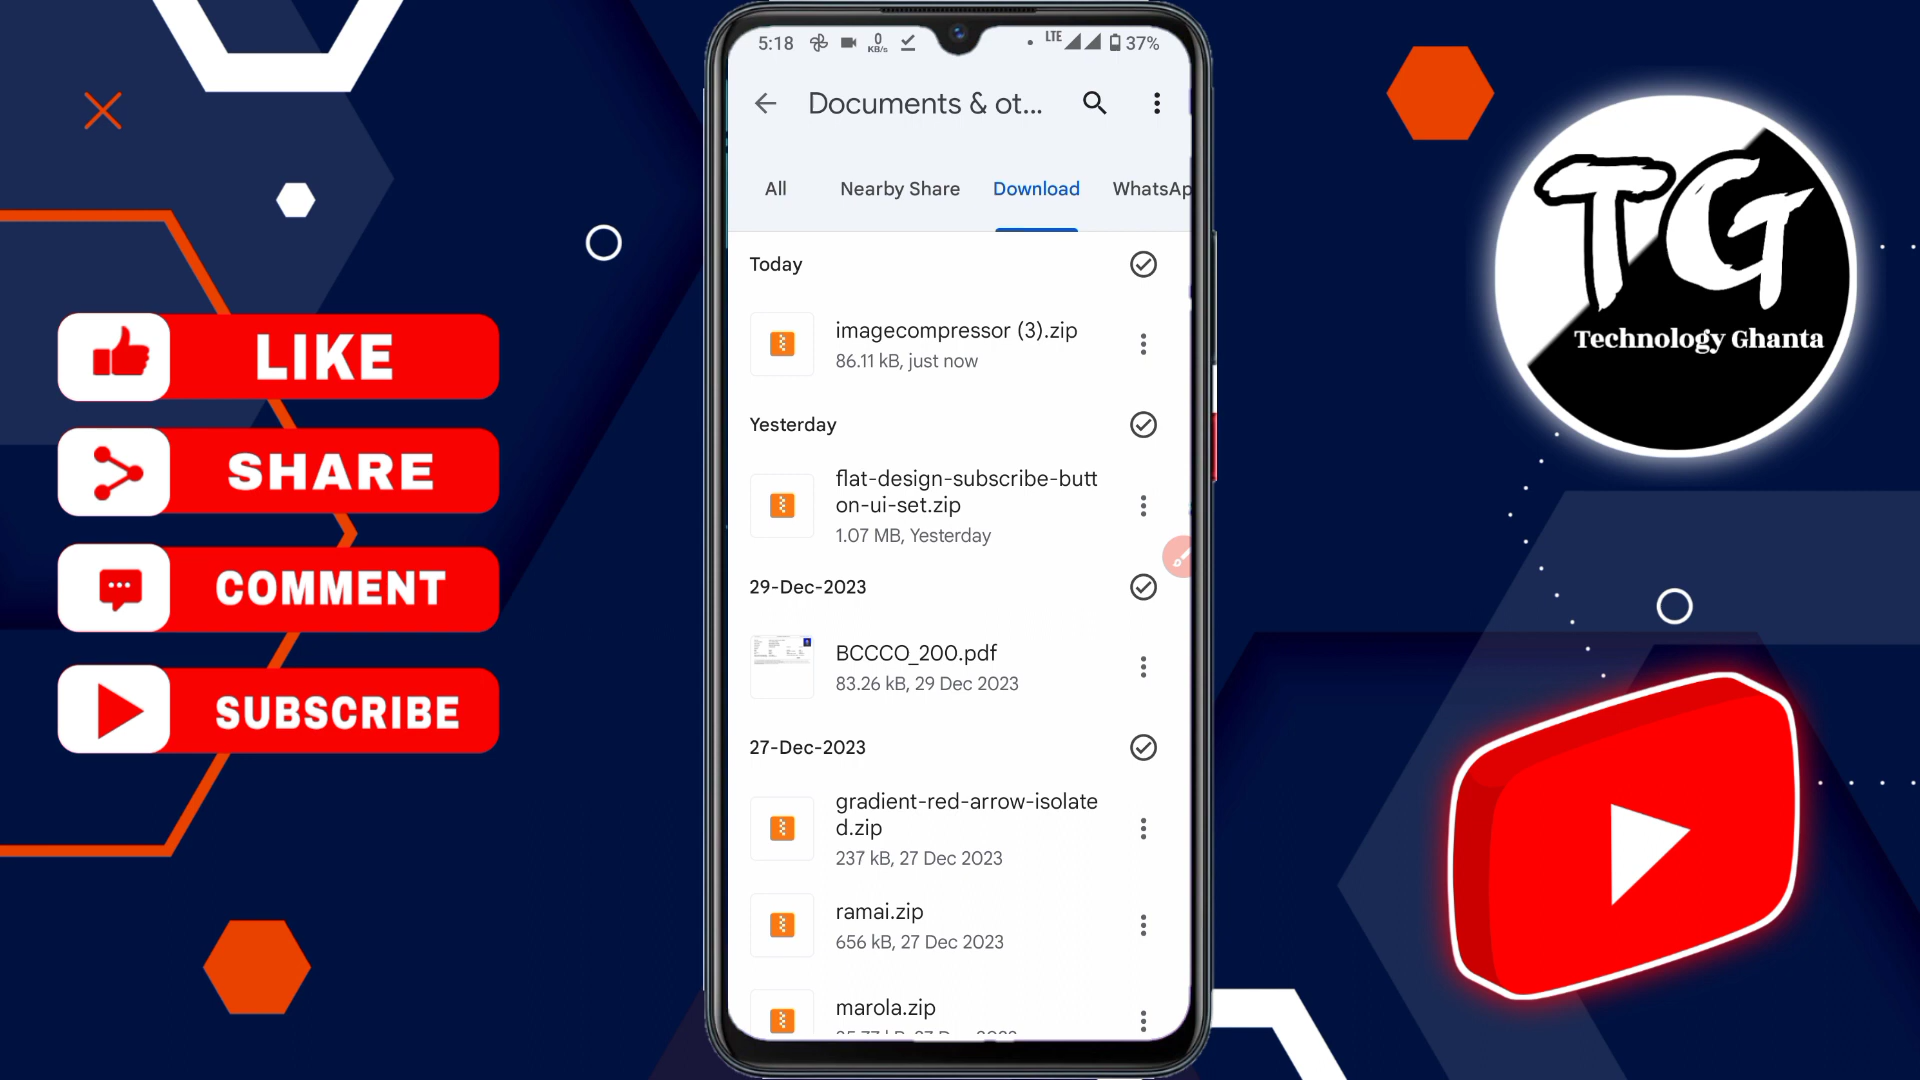 5:18
0
KB/s
LTE
37%
Documents & ot...
All
Nearby Share
Download
WhatsAp
Today
imagecompressor (3).zip
86.11 kB, just now
Yesterday
flat-design-subscribe-butt
on-ui-set.zip
1.07 MB, Yesterday
29-Dec-2023
BCCCO_200.pdf
83.26 kB, 29 Dec 2023
27-Dec-2023
gradient-red-arrow-isolate
d.zip
237 kB, 27 Dec 2023
ramai.zip
656 kB, 27 Dec 2023
marola.zip
LIKE
SHARE
COMMENT
SUBSCRIBE
TG
Technology Ghanta